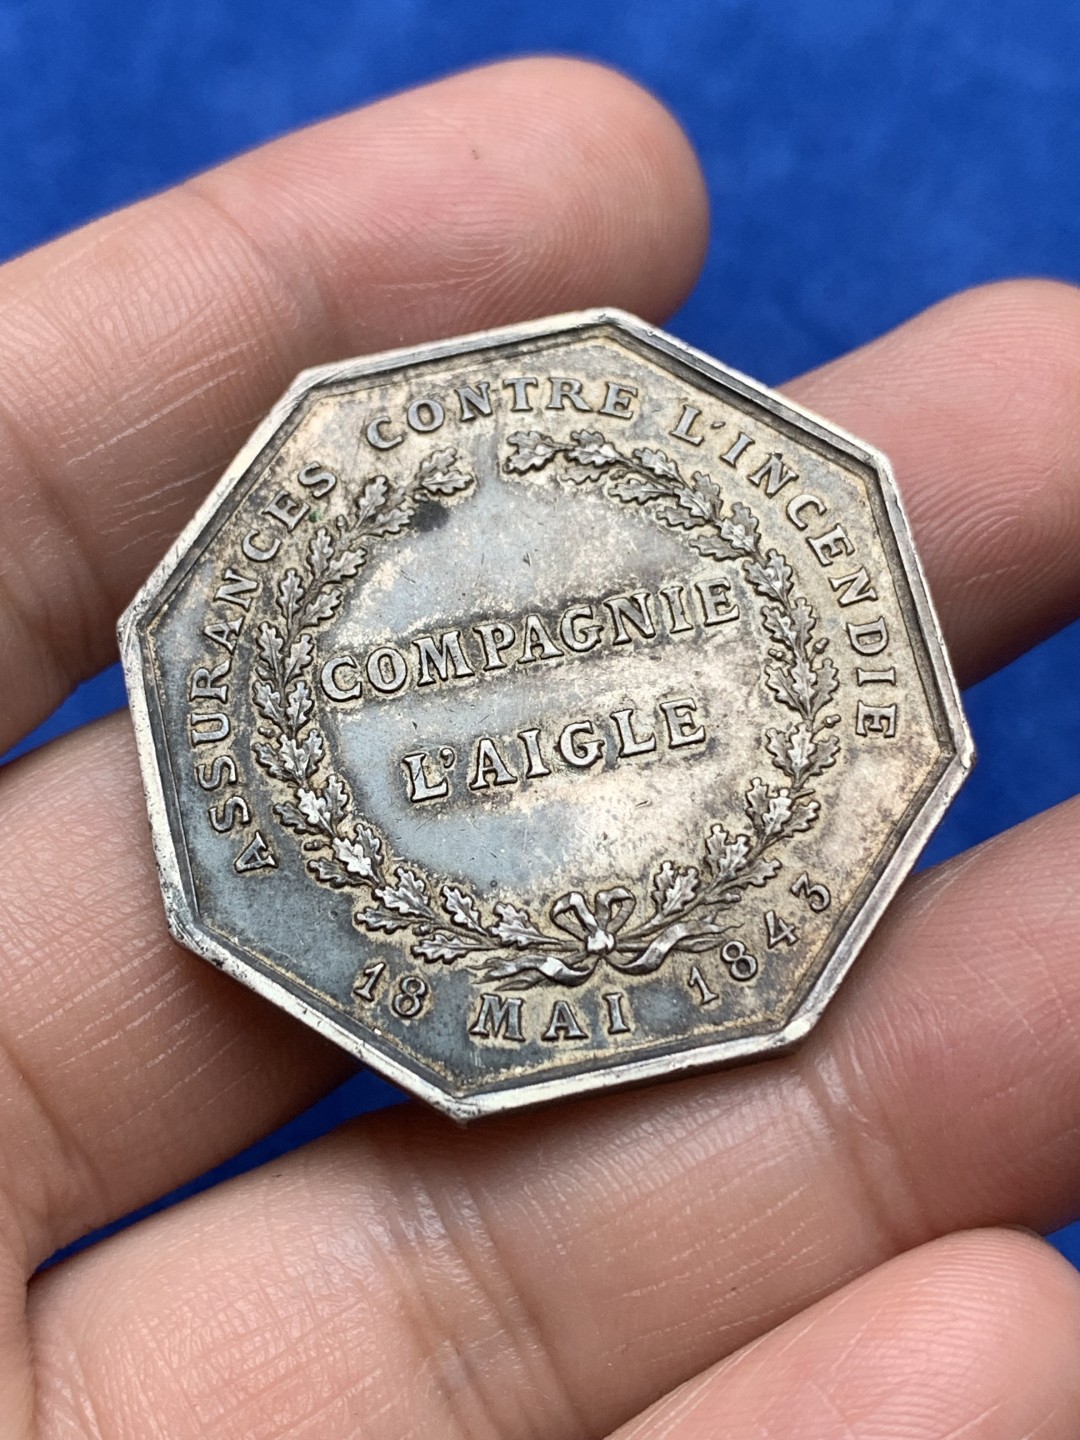 ASSURANCES CONTRE L'INCENDIE
COMPAGNIE
L'AIGLE
18 MAI 1843